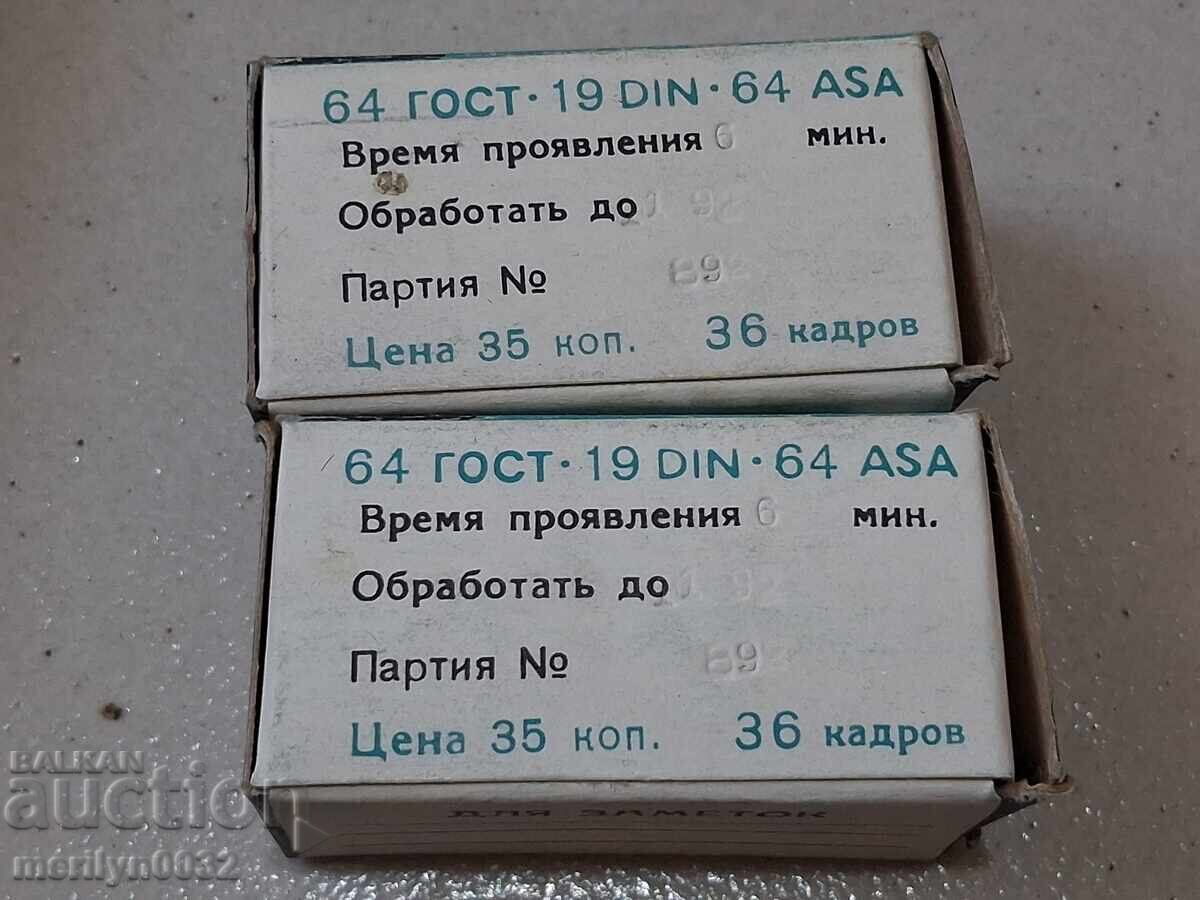 64 ГОСТ · 19 DIN · 64 ASA
Время проявления 6 мин.
Обработать до
Партия №
Цена 35 коп. 36 кадров
64 ГОСТ · 19 DIN · 64 ASA
Время проявления 6 мин.
Обработать до
Партия №
Цена 35 коп. 36 кадров
ДЛЯ ЗАМЕТОК
BALKAN
auction
merilyn0032